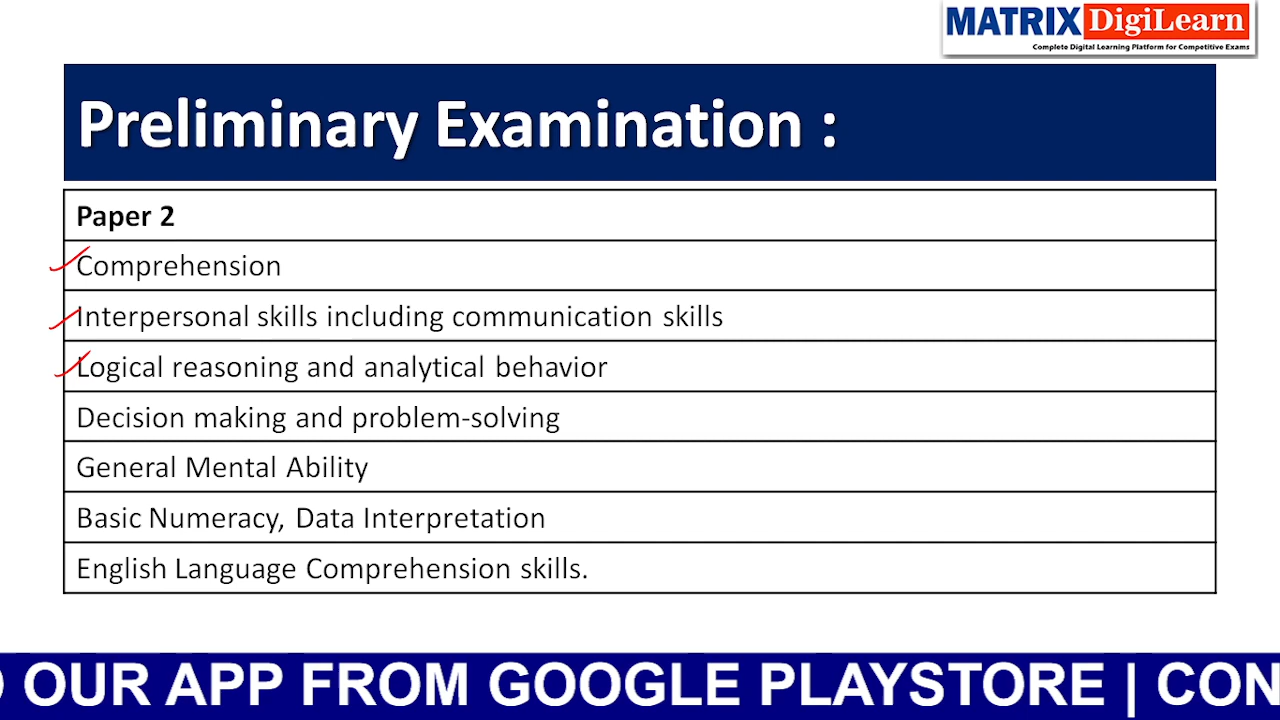 MATRIX DigiLearn
Complete Digital Learning Platform for Competitive Exams
Preliminary Examination :
Paper 2
Comprehension
Interpersonal skills including communication skills
Logical reasoning and analytical behavior
Decision making and problem-solving
General Mental Ability
Basic Numeracy, Data Interpretation
English Language Comprehension skills.
OUR APP FROM GOOGLE PLAYSTORE | CON